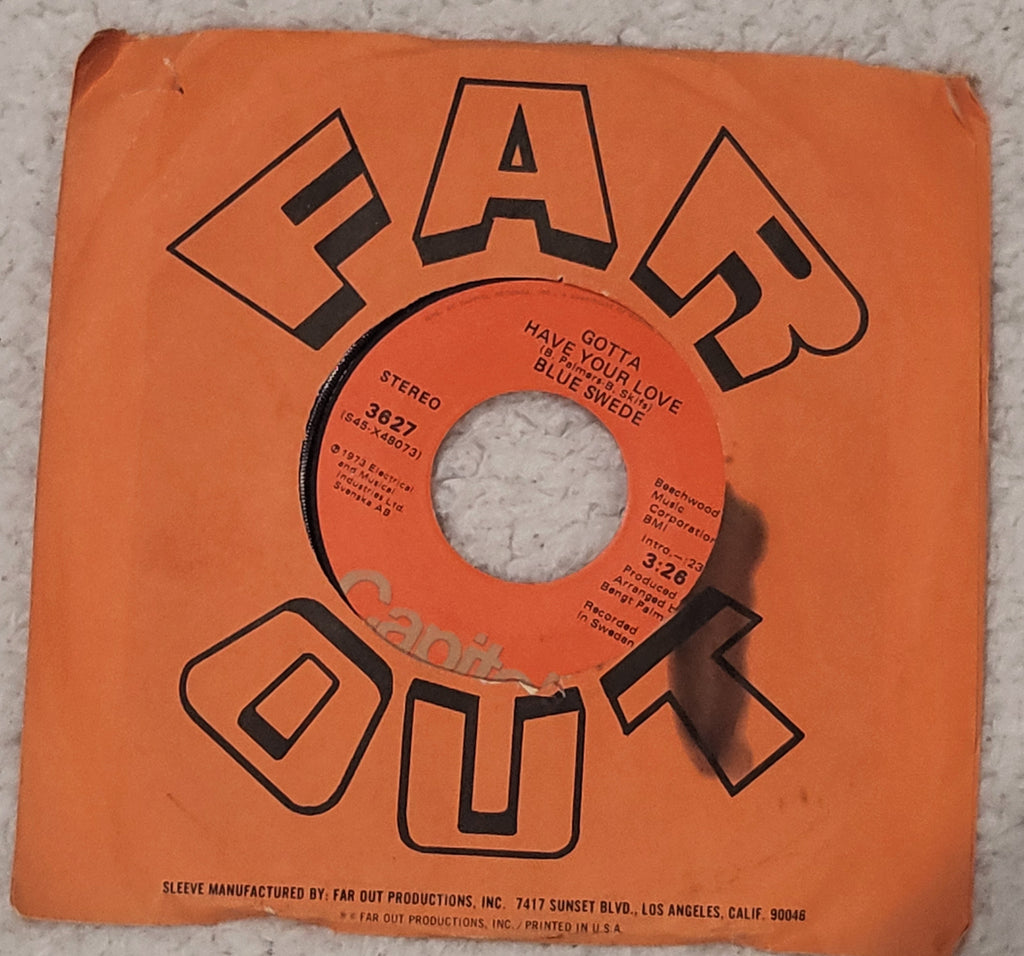 FAR
GOTTA
HAVE YOUR LOVE
(B. Palmers-B. Skifs)
BLUE SWEDE
STEREO
3627
(S45-X48073)
℗1973 Electrical
and Musical
Industries Ltd.
Svenska AB
Beechwood
Music
Corporation
BMI
Intro.—:23
3:26
Produced
Arranged
Bengt Palm
Recorded
in Sweden
Capitol
OUT
SLEEVE MANUFACTURED BY: FAR OUT PRODUCTIONS, INC. 7417 SUNSET BLVD., LOS ANGELES, CALIF. 90046
FAR OUT PRODUCTIONS, INC. / PRINTED IN U.S.A.